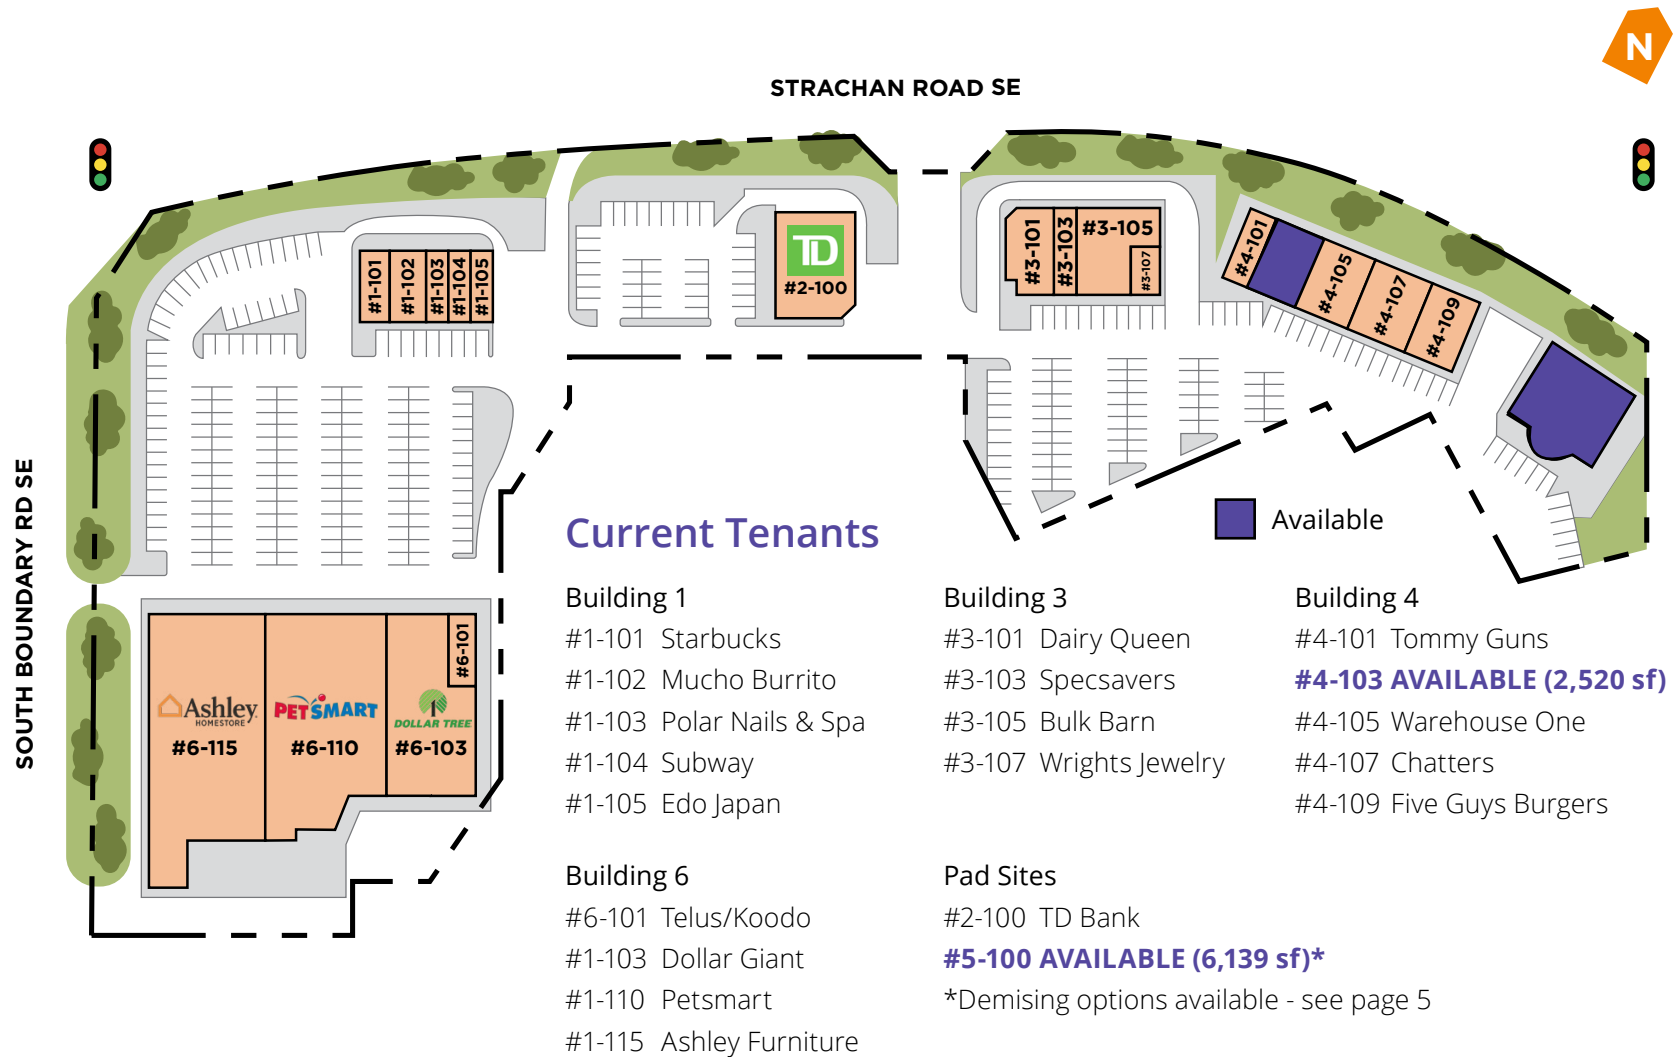 N
STRACHAN ROAD SE
SOUTH BOUNDARY RD SE
#1-101
#1-102
#1-103
#1-104
#1-105
TD
#2-100
#3-101
#3-103
#3-105
#3-107
#4-101
#4-105
#4-107
#4-109
Available
Ashley
HOMESTORE
#6-115
PETSMART
#6-110
DOLLAR TREE
#6-103
#6-101
Current Tenants
Building 1
#1-101 Starbucks
#1-102 Mucho Burrito
#1-103 Polar Nails & Spa
#1-104 Subway
#1-105 Edo Japan
Building 3
#3-101 Dairy Queen
#3-103 Specsavers
#3-105 Bulk Barn
#3-107 Wrights Jewelry
Building 4
#4-101 Tommy Guns
#4-103 AVAILABLE (2,520 sf)
#4-105 Warehouse One
#4-107 Chatters
#4-109 Five Guys Burgers
Building 6
#6-101 Telus/Koodo
#1-103 Dollar Giant
#1-110 Petsmart
#1-115 Ashley Furniture
Pad Sites
#2-100 TD Bank
#5-100 AVAILABLE (6,139 sf)*
*Demising options available - see page 5